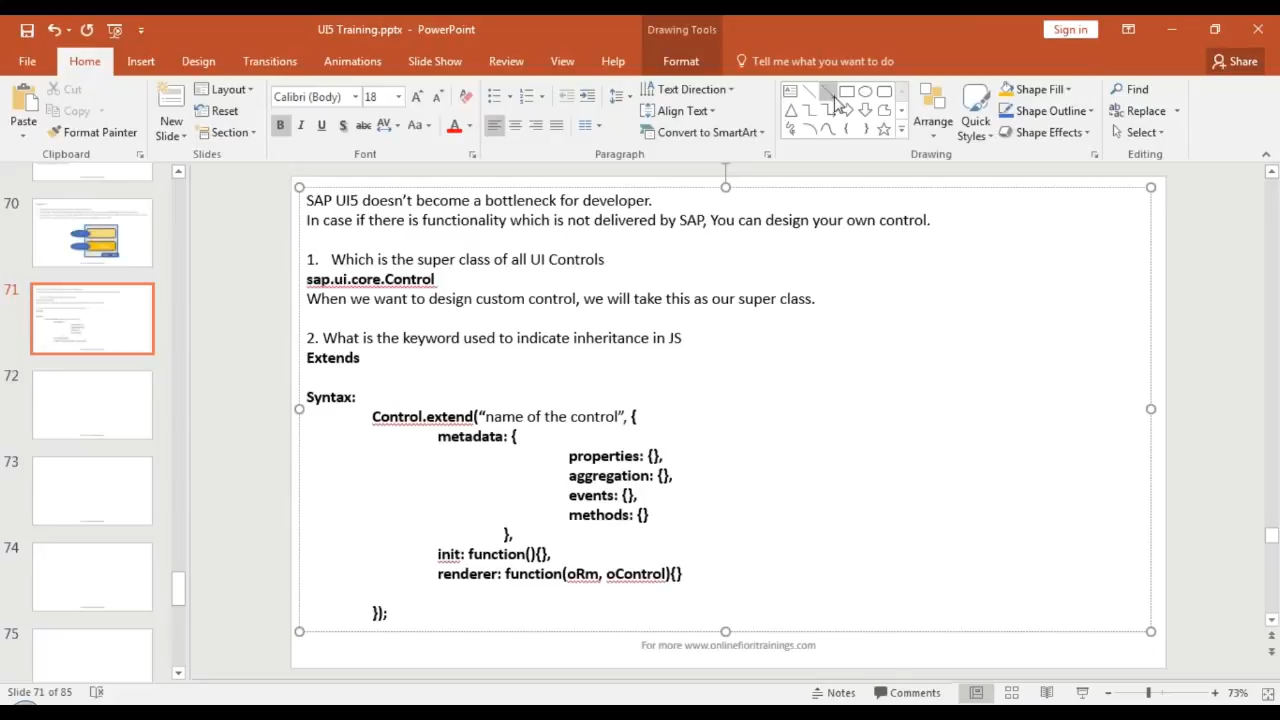 UI5 Training.pptx - PowerPoint
Drawing Tools
Sign in
File Home Insert Design Transitions Animations Slide Show Review View Help Format Tell me what you want to do Share
Paste
Cut
Copy
Format Painter
Clipboard
New Slide
Layout
Reset
Section
Slides
Calibri (Body) 18
B I U S abc AV Aa A
Font
Text Direction
Align Text
Convert to SmartArt
Paragraph
Arrange
Quick Styles
Shape Fill
Shape Outline
Shape Effects
Drawing
Find
Replace
Select
Editing
70
71
72
73
74
75
SAP UI5 doesn’t become a bottleneck for developer.
In case if there is functionality which is not delivered by SAP, You can design your own control.
1. Which is the super class of all UI Controls
sap.ui.core.Control
When we want to design custom control, we will take this as our super class.
2. What is the keyword used to indicate inheritance in JS
Extends
Syntax:
Control.extend(“name of the control”, {
metadata: {
properties: {},
aggregation: {},
events: {},
methods: {}
},
init: function(){},
renderer: function(oRm, oControl){}
});
For more www.onlinefioritrainings.com
Slide 71 of 85
Notes
Comments
73%